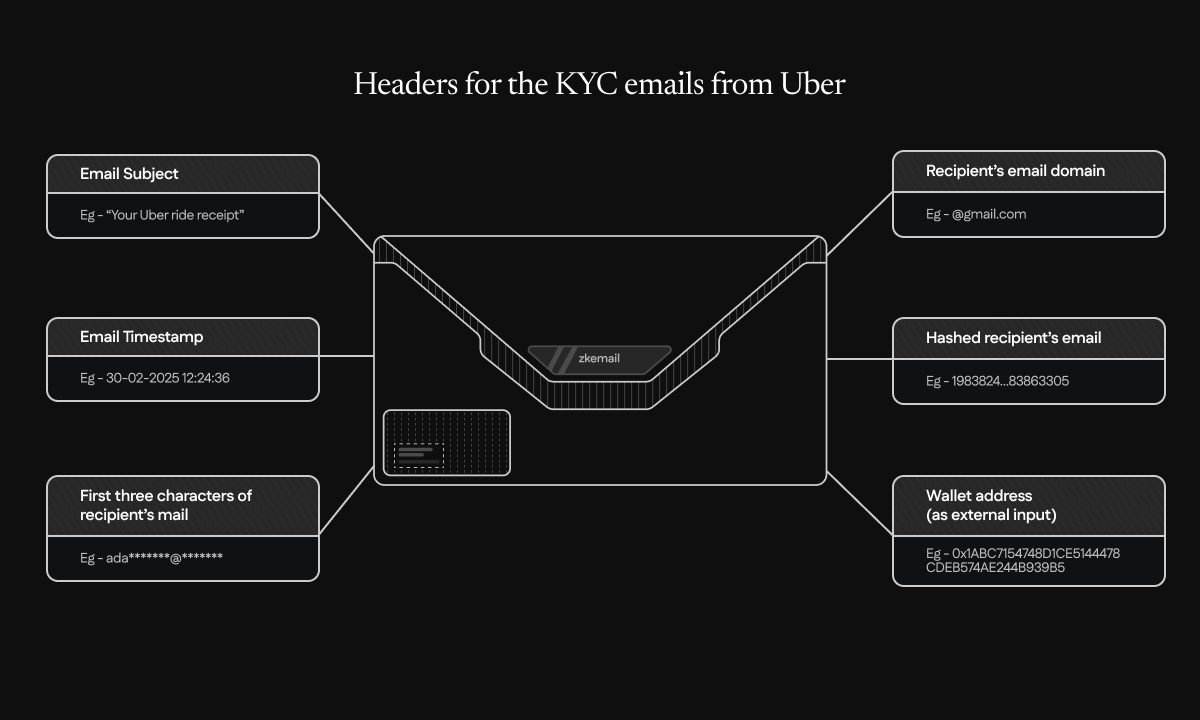 Headers for the KYC emails from Uber
Email Subject
Eg - “Your Uber ride receipt”
Email Timestamp
Eg - 30-02-2025 12:24:36
First three characters of
recipient’s mail
Eg - ada*******@*******
zkemail
Recipient’s email domain
Eg - @gmail.com
Hashed recipient’s email
Eg - 1983824...83863305
Wallet address
(as external input)
Eg - 0x1ABC7154748D1CE5144478
CDEB574AE244B939B5